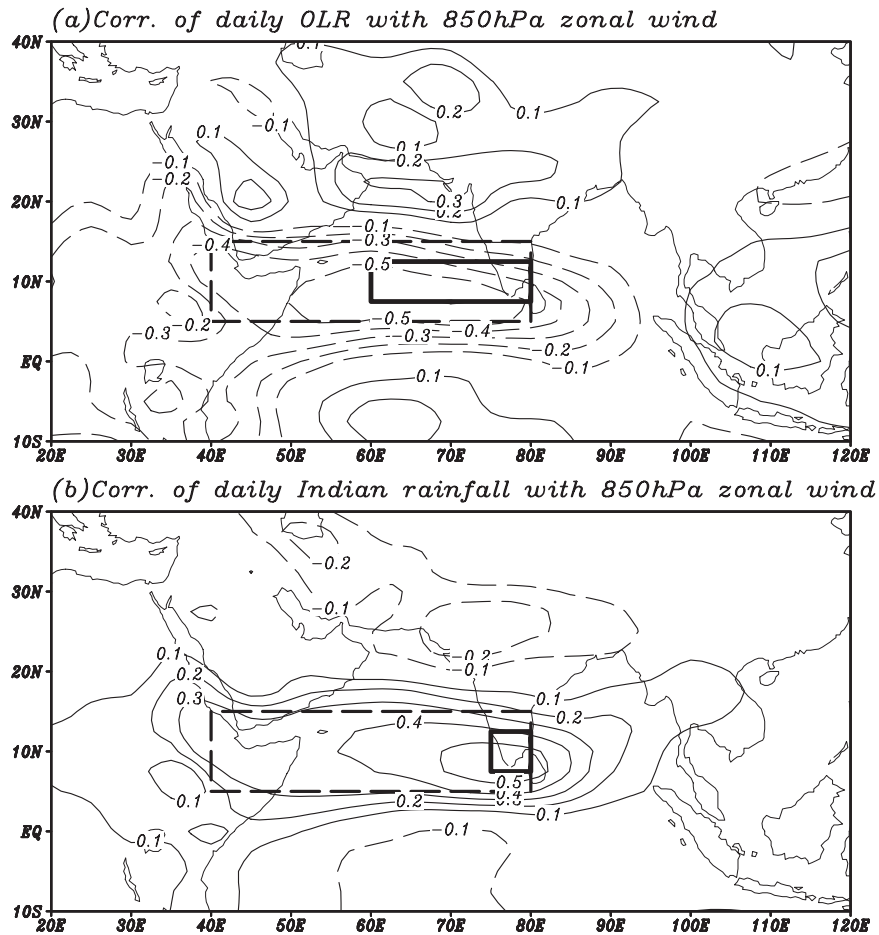 (a)Corr. of daily OLR with 850hPa zonal wind
40N
0.1
0.2 0.1
30N
0.1 −0.1
0.1
−0.1 0.2
−0.2
20N 0.3 0.1
0.2
0.1
−0.4 −0.3
−0.5
10N
−0.5
−0.3 −0.2 −0.3 −0.4
−0.2
EQ −0.1 0.1
0.1
10S
20E 30E 40E 50E 60E 70E 80E 90E 100E 110E 120E
(b)Corr. of daily Indian rainfall with 850hPa zonal wind
40N
−0.2
30N
−0.1
0.1 −0.2
20N 0.2 −0.1
0.3 0.1
0.4 0.2
10N
0.5
0.1 0.2 0.4
0.1
EQ 0.1 −0.1
10S
20E 30E 40E 50E 60E 70E 80E 90E 100E 110E 120E